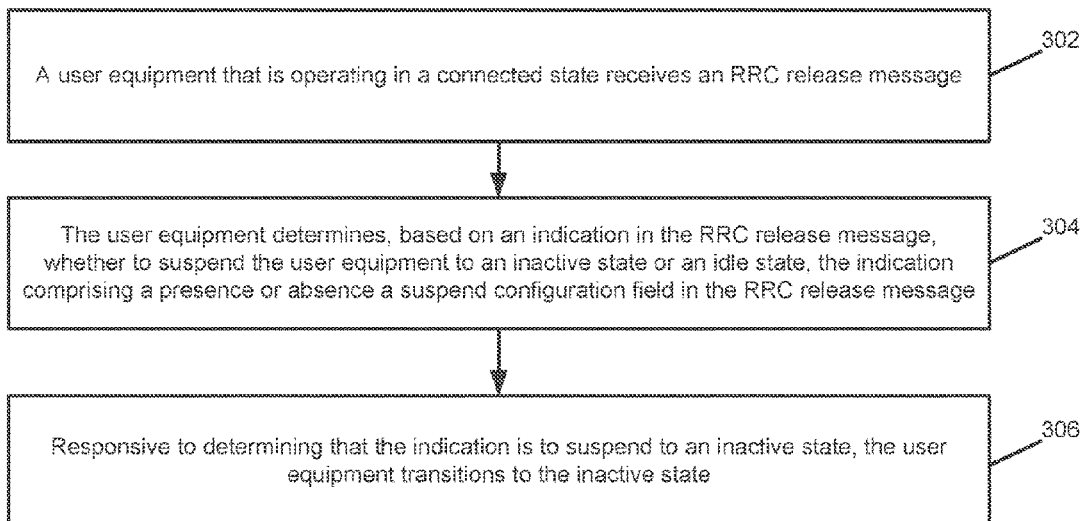 302
A user equipment that is operating in a connected state receives an RRC release message
304
The user equipment determines, based on an indication in the RRC release message,
whether to suspend the user equipment to an inactive state or an idle state, the indication
comprising a presence or absence a suspend configuration field in the RRC release message
306
Responsive to determining that the indication is to suspend to an inactive state, the user
equipment transitions to the inactive state